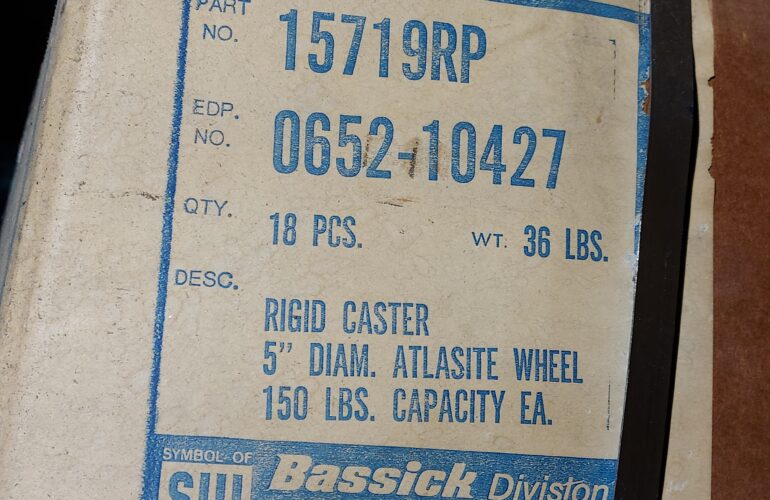 PART
NO. 15719RP
EDP.
NO. 0652-10427
QTY. 18 PCS. WT. 36 LBS.
DESC.
RIGID CASTER
5" DIAM. ATLASITE WHEEL
150 LBS. CAPACITY EA.
SYMBOL OF
Bassick Division